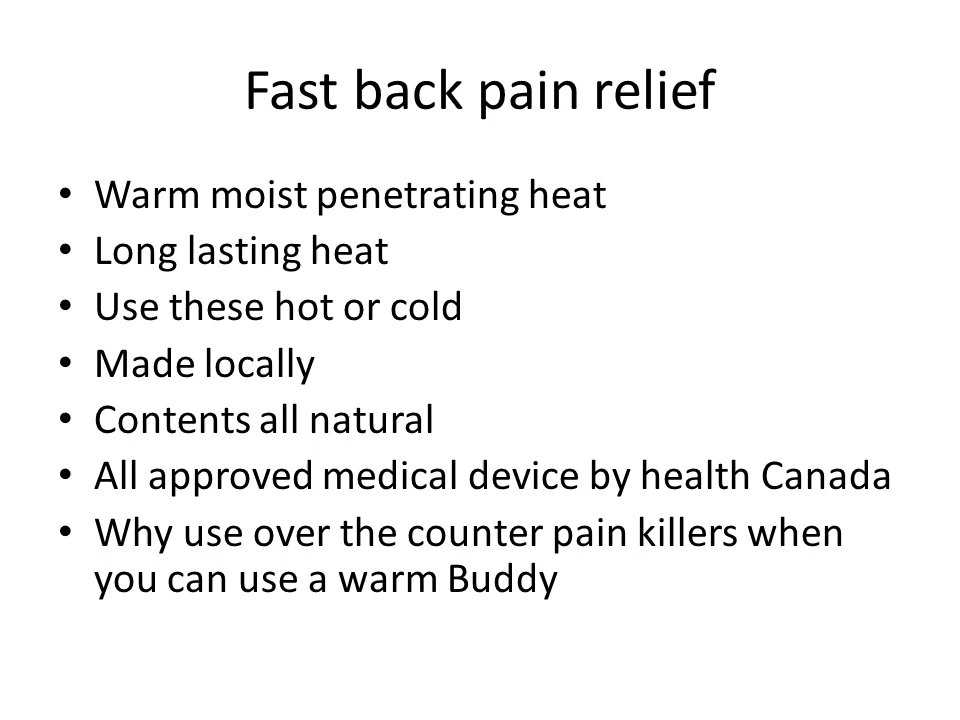 Fast back pain relief
• Warm moist penetrating heat
• Long lasting heat
• Use these hot or cold
• Made locally
• Contents all natural
• All approved medical device by health Canada
• Why use over the counter pain killers when
you can use a warm Buddy